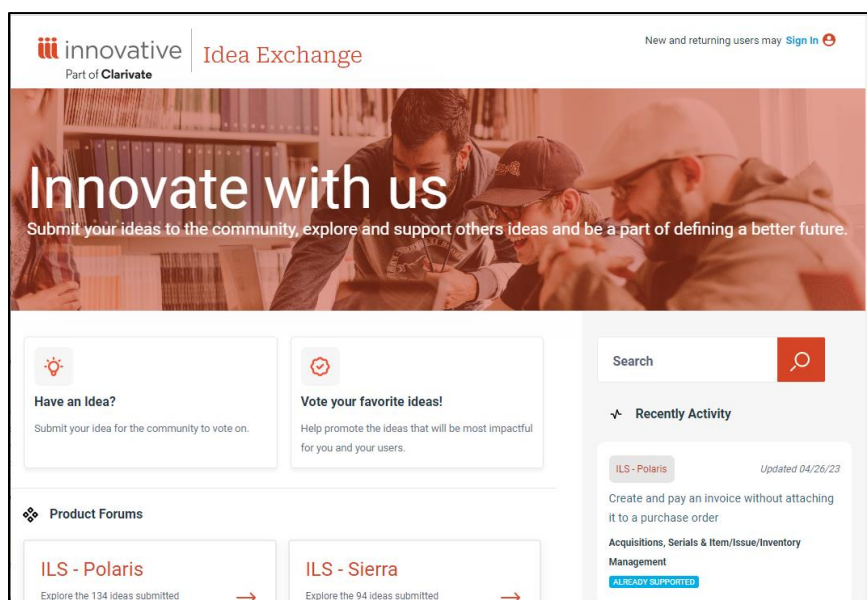 innovative
Part of Clarivate
Idea Exchange
New and returning users may Sign In
Innovate with us
Submit your ideas to the community, explore and support others ideas and be a part of defining a better future.
Have an Idea?
Submit your idea for the community to vote on.
Vote your favorite ideas!
Help promote the ideas that will be most impactful
for you and your users.
Product Forums
ILS - Polaris
Explore the 134 ideas submitted
ILS - Sierra
Explore the 94 ideas submitted
Search
Recently Activity
ILS - Polaris
Updated 04/26/23
Create and pay an invoice without attaching
it to a purchase order
Acquisitions, Serials & Item/Issue/Inventory
Management
ALREADY SUPPORTED